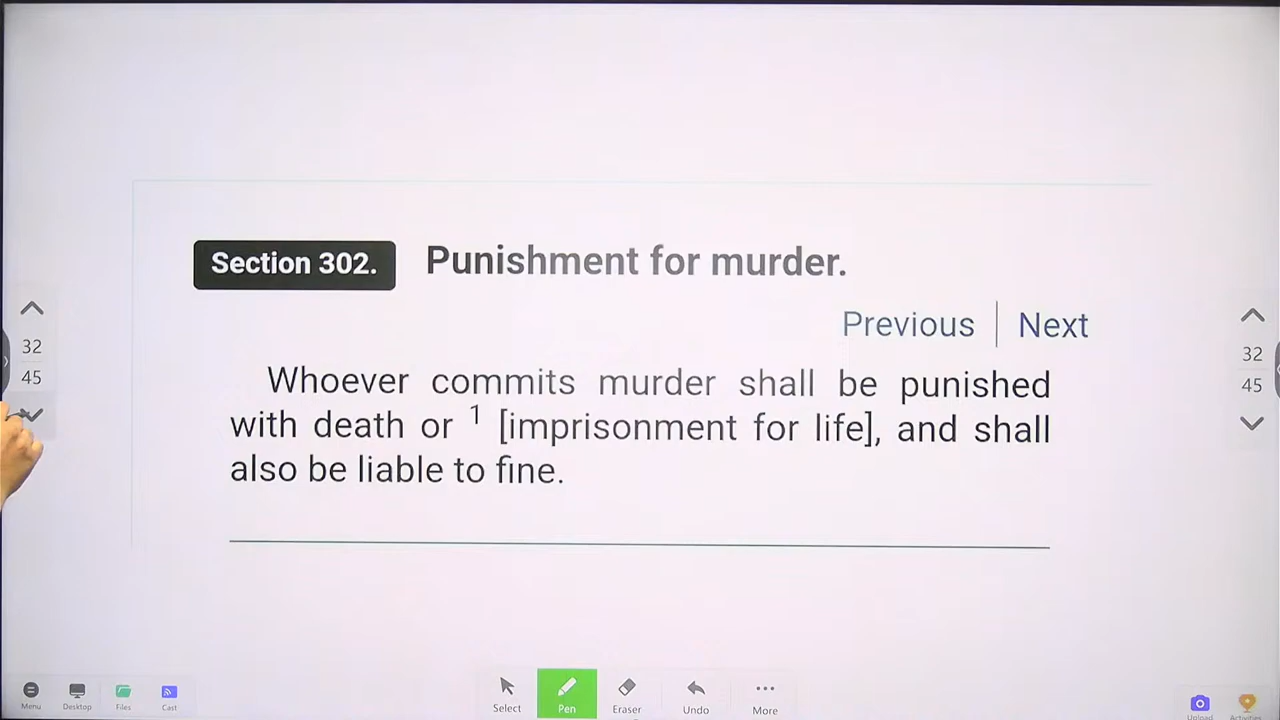 Section 302. Punishment for murder.
Previous | Next
Whoever commits murder shall be punished
with death or 1 [imprisonment for life], and shall
also be liable to fine.
32
45
32
45
Menu
Desktop
Files
Cast
Select
Pen
Eraser
Undo
More
Upload
Activities